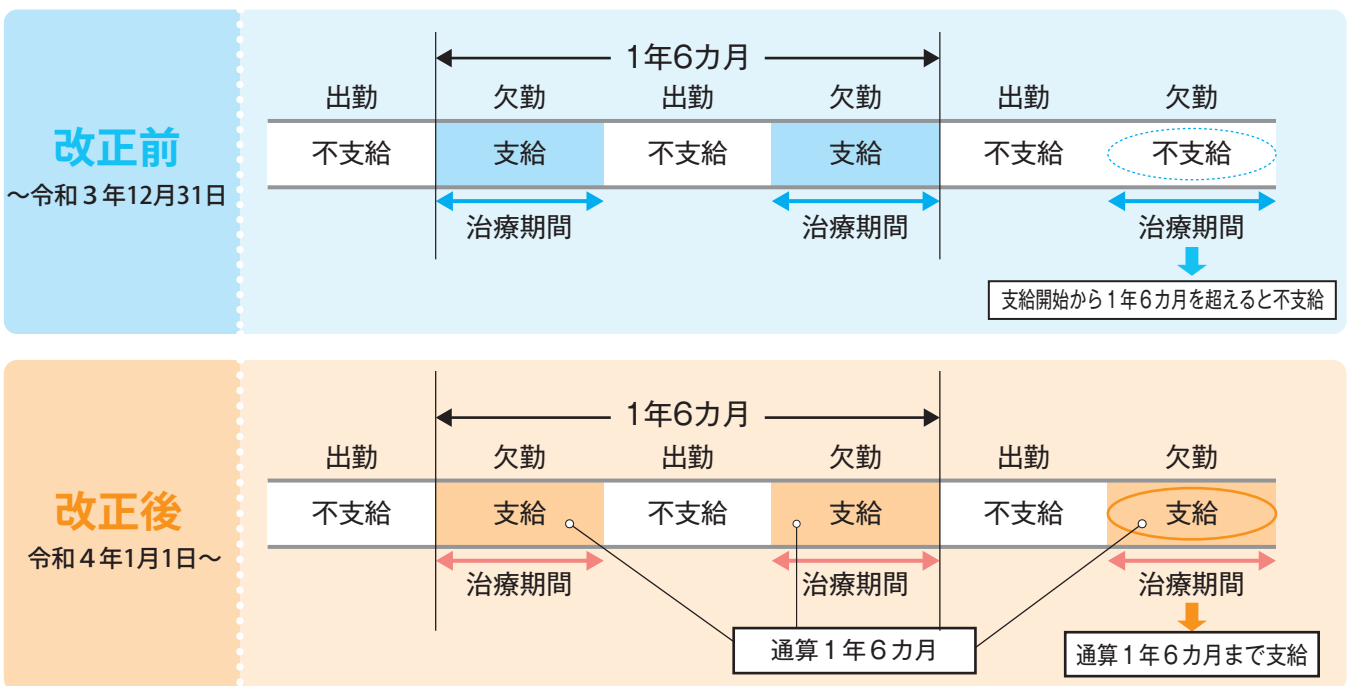 1年6カ月
出勤 欠勤 出勤 欠勤 出勤 欠勤
改正前
～令和３年12月31日
不支給 支給 不支給 支給 不支給 不支給
治療期間 治療期間 治療期間
支給開始から１年６カ月を超えると不支給
1年6カ月
出勤 欠勤 出勤 欠勤 出勤 欠勤
改正後
令和４年1月1日～
不支給 支給 不支給 支給 不支給 支給
治療期間 治療期間 治療期間
通算１年６カ月
通算１年６カ月まで支給